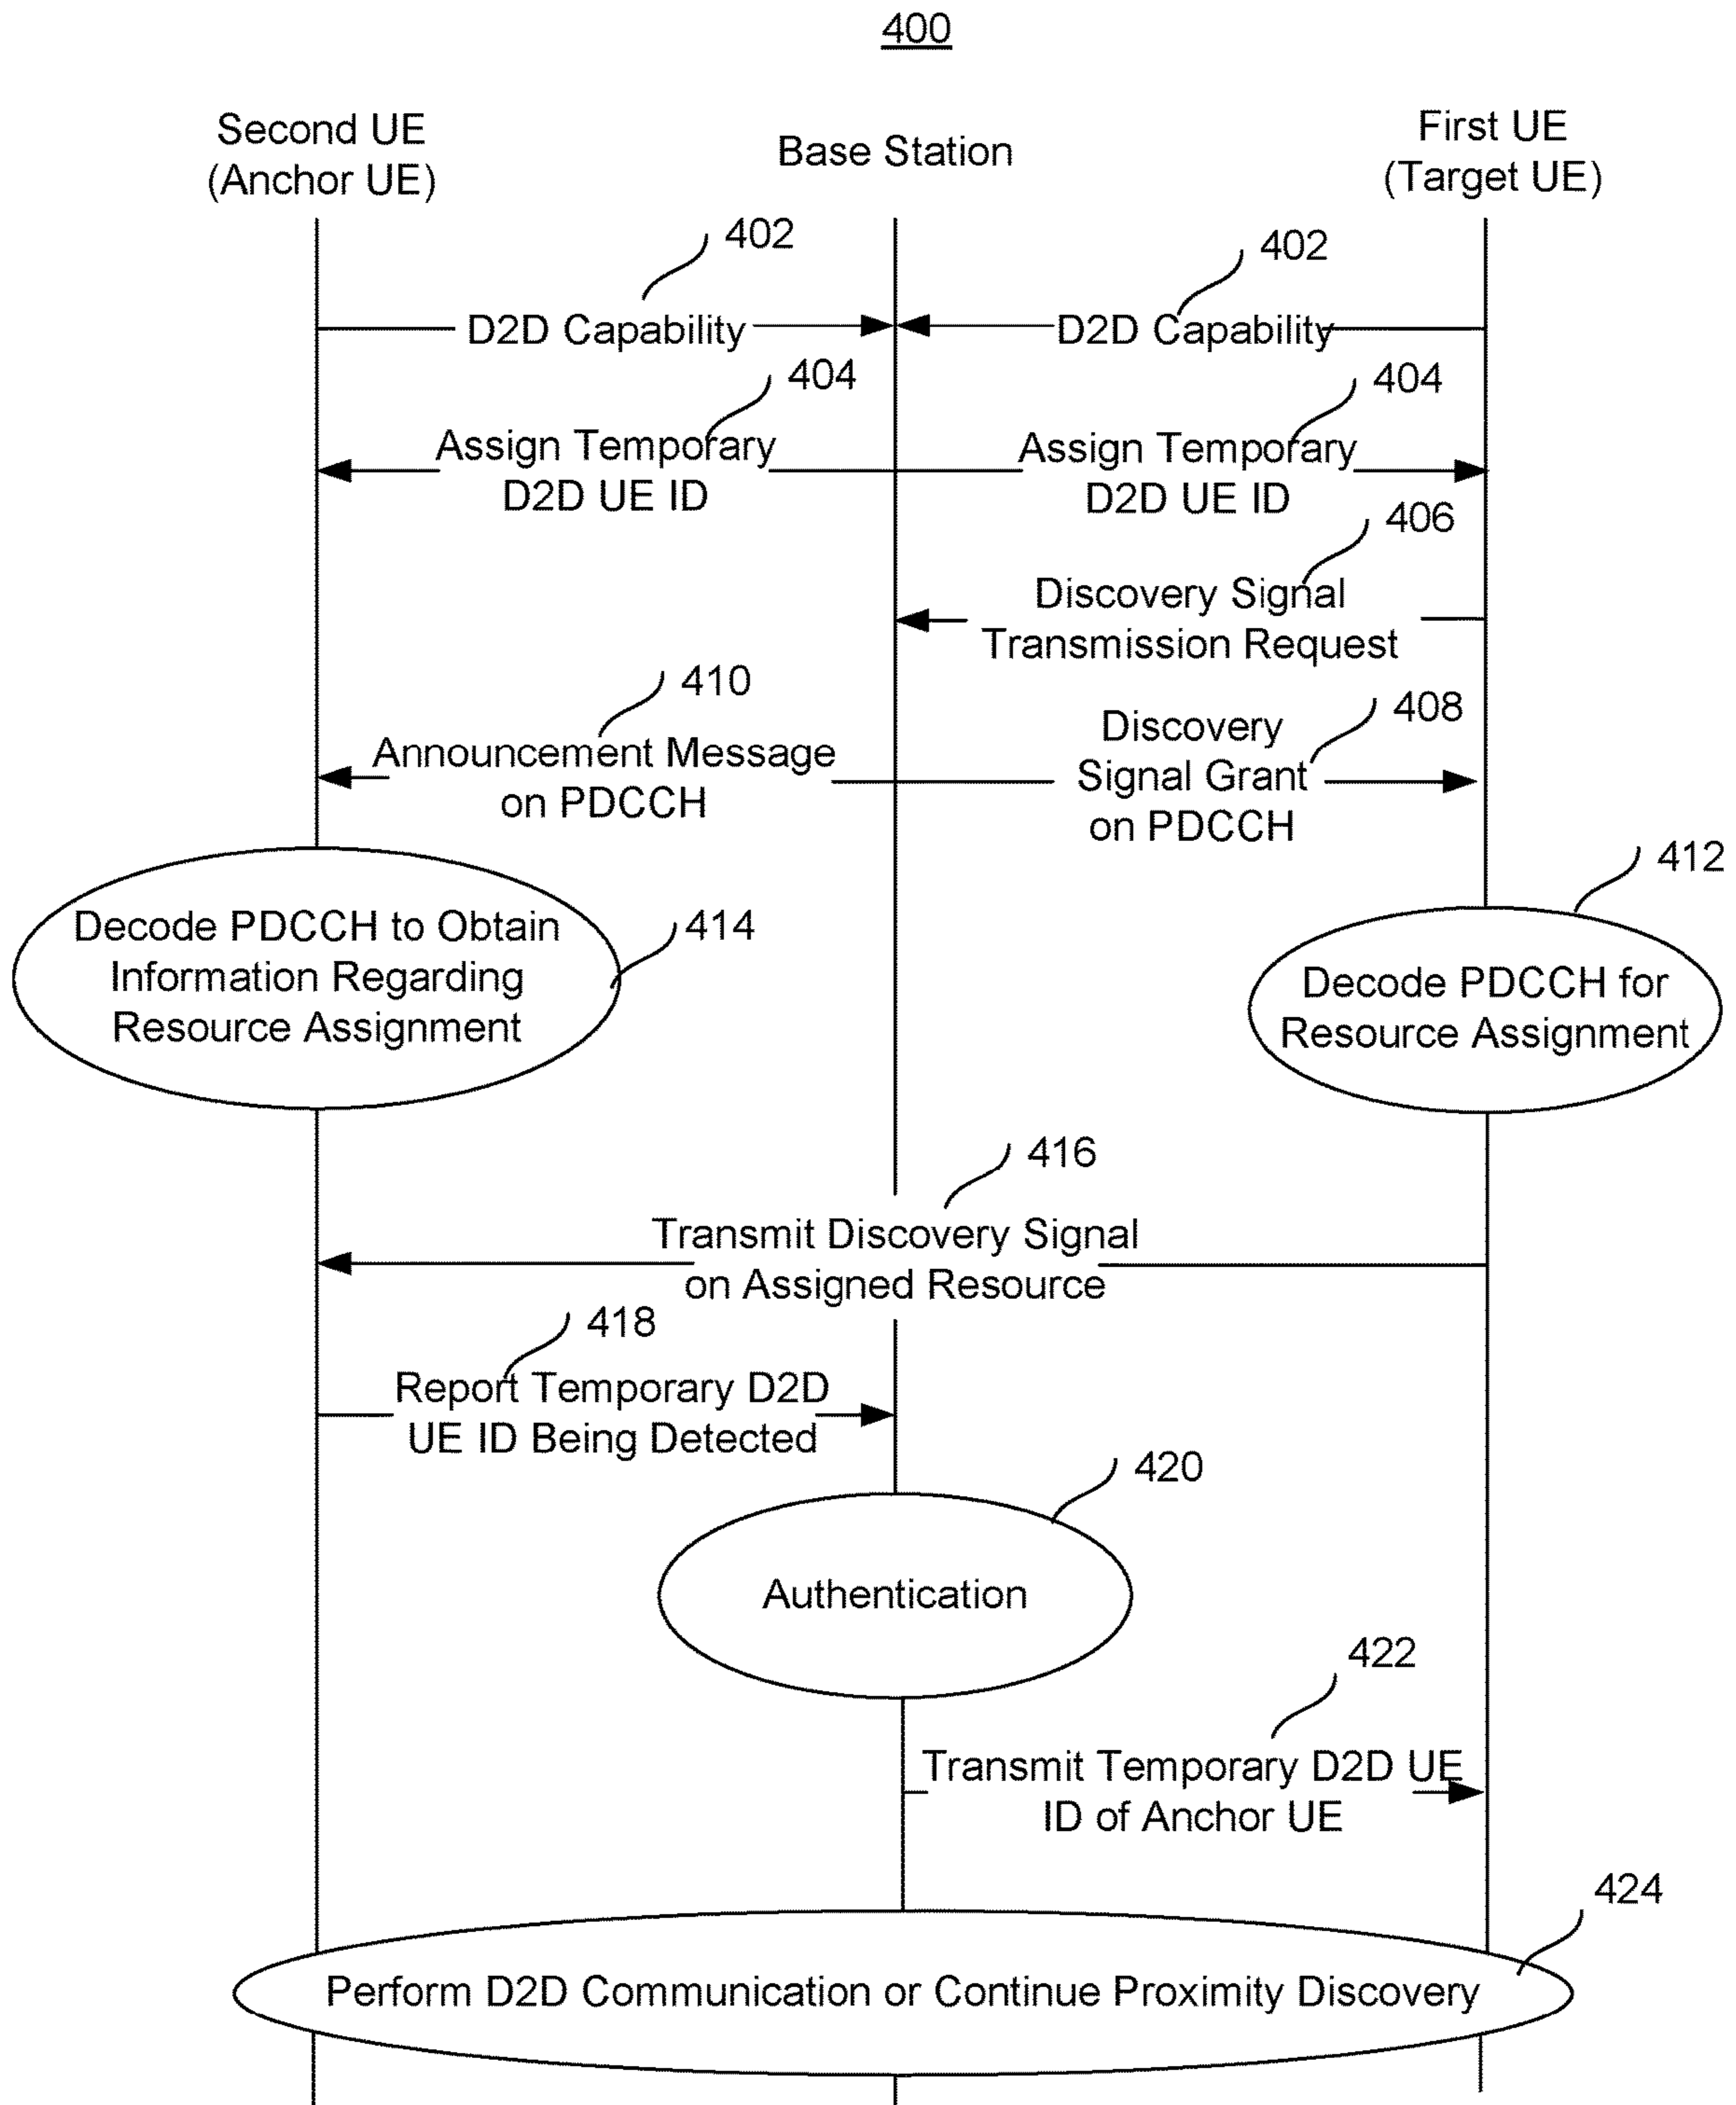 400
Second UE
(Anchor UE)
Base Station
First UE
(Target UE)
402
402
D2D Capability
D2D Capability
404
404
Assign Temporary
D2D UE ID
Assign Temporary
D2D UE ID
406
Discovery Signal
Transmission Request
410
Announcement Message
on PDCCH
408
Discovery
Signal Grant
on PDCCH
412
Decode PDCCH to Obtain
Information Regarding
Resource Assignment
414
Decode PDCCH for
Resource Assignment
416
Transmit Discovery Signal
on Assigned Resource
418
Report Temporary D2D
UE ID Being Detected
420
Authentication
422
Transmit Temporary D2D UE
ID of Anchor UE
424
Perform D2D Communication or Continue Proximity Discovery